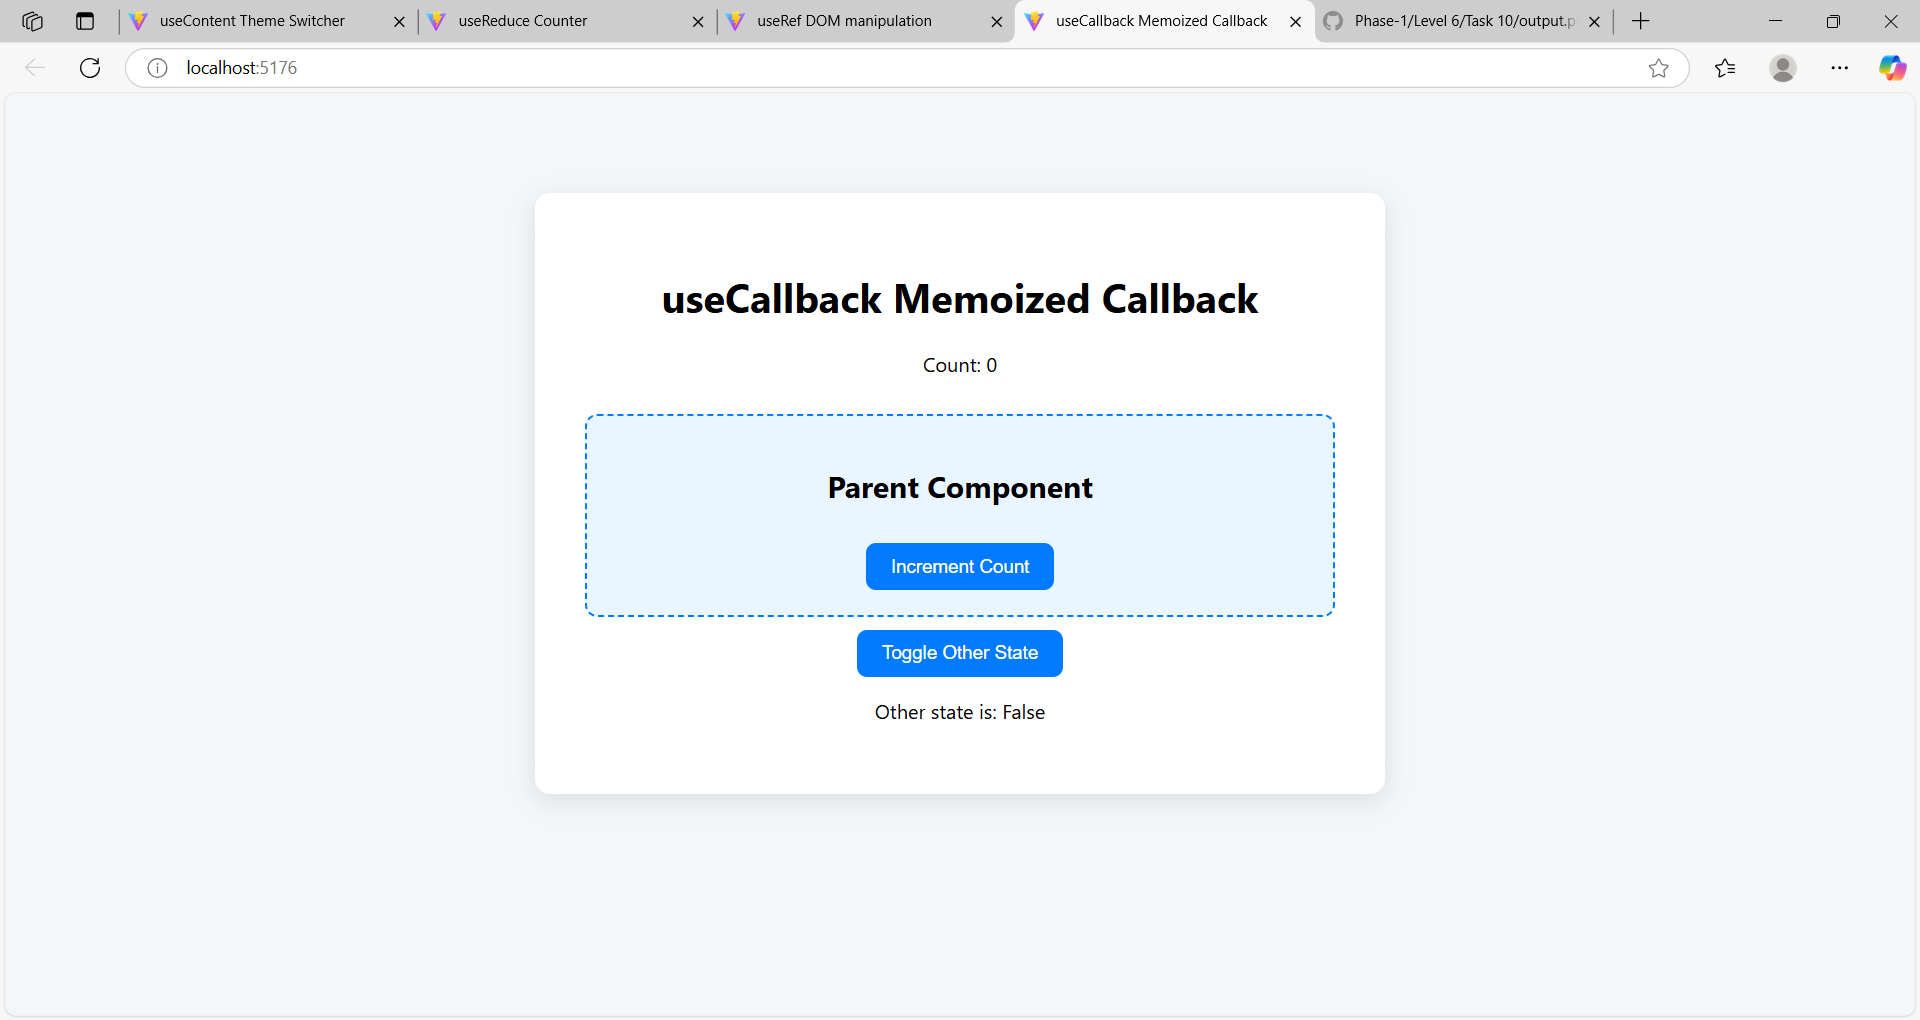 useContent Theme Switcher
useReduce Counter
useRef DOM manipulation
useCallback Memoized Callback
Phase-1/Level 6/Task 10/output.p
localhost:5176
useCallback Memoized Callback
Count: 0
Parent Component
Increment Count
Toggle Other State
Other state is: False